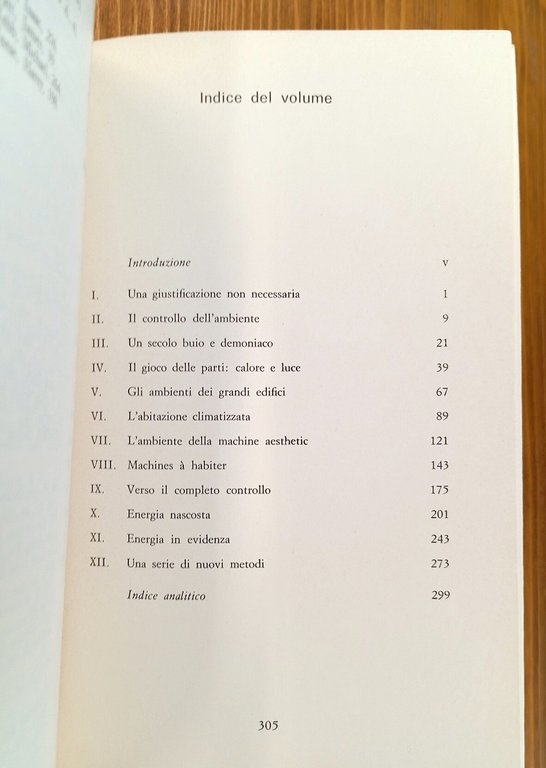 Indice del volume
Introduzione v
I. Una giustificazione non necessaria 1
II. Il controllo dell'ambiente 9
III. Un secolo buio e demoniaco 21
IV. Il gioco delle parti: calore e luce 39
V. Gli ambienti dei grandi edifici 67
VI. L'abitazione climatizzata 89
VII. L'ambiente della machine aesthetic 121
VIII. Machines à habiter 143
IX. Verso il completo controllo 175
X. Energia nascosta 201
XI. Energia in evidenza 243
XII. Una serie di nuovi metodi 273
Indice analitico 299
305